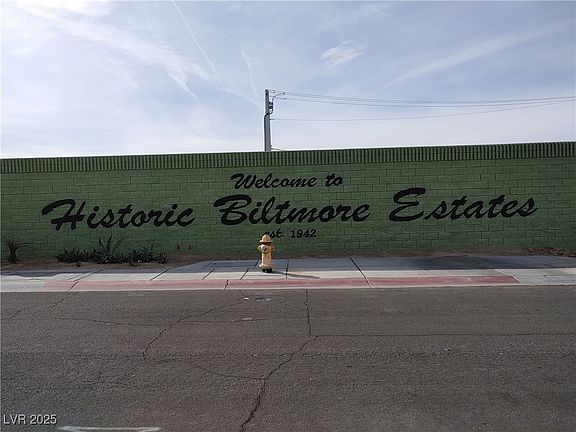 Welcome to
Historic Biltmore Estates
est. 1942
LVR 2025